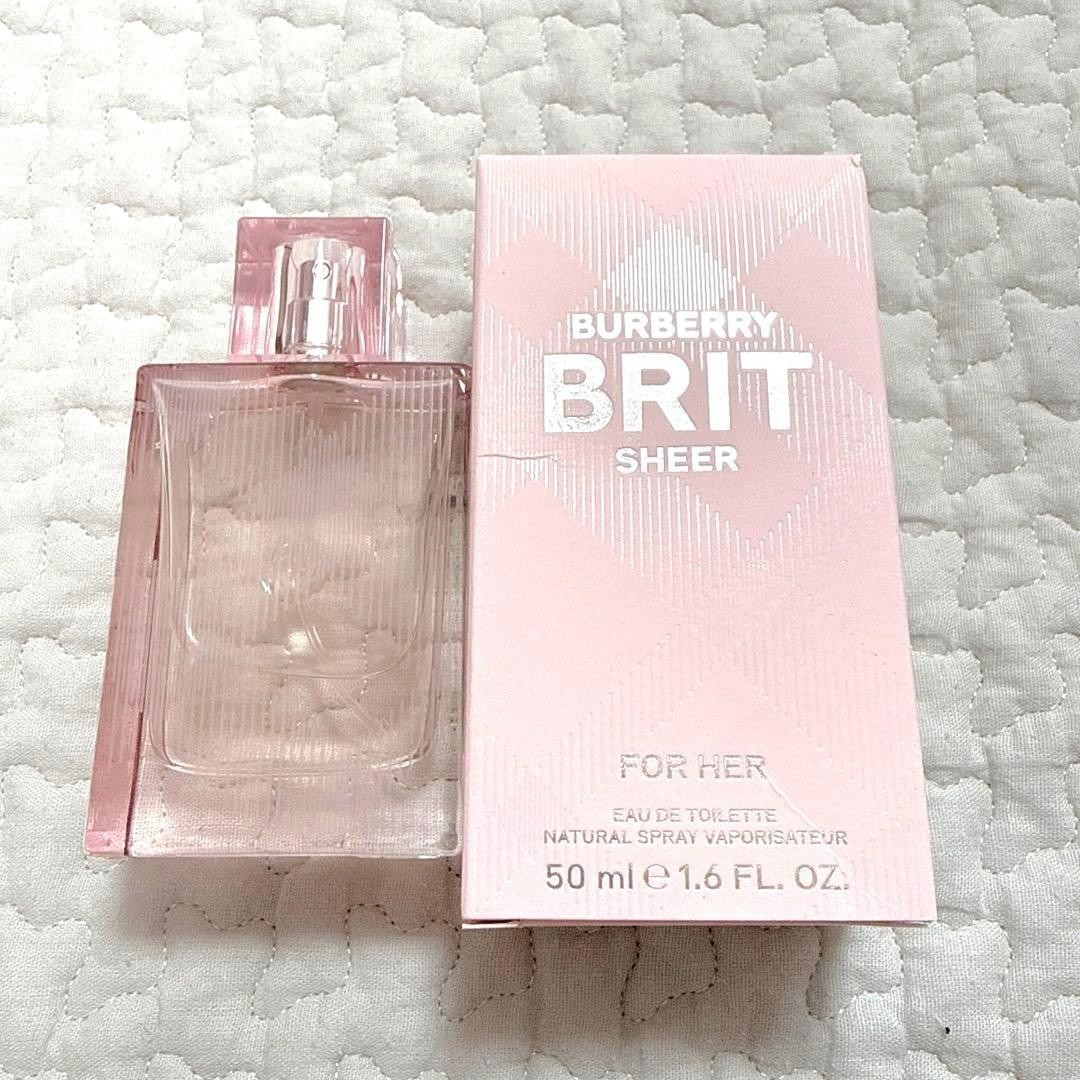 BURBERRY
BRIT
SHEER
FOR HER
EAU DE TOILETTE
NATURAL SPRAY VAPORISATEUR
50 ml ℮ 1.6 FL. OZ.